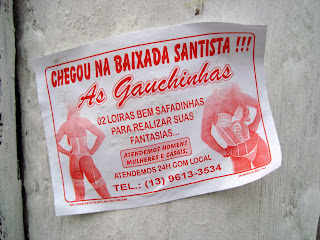 CHEGOU NA BAIXADA SANTISTA !!!
As Gauchinhas
02 LOIRAS BEM SAFADINHAS
PARA REALIZAR SUAS
FANTASIAS...
ATENDEMOS HOMENS
MULHERES E CASAIS.
ATENDEMOS 24H COM LOCAL
TEL.: (13) 9613-3534